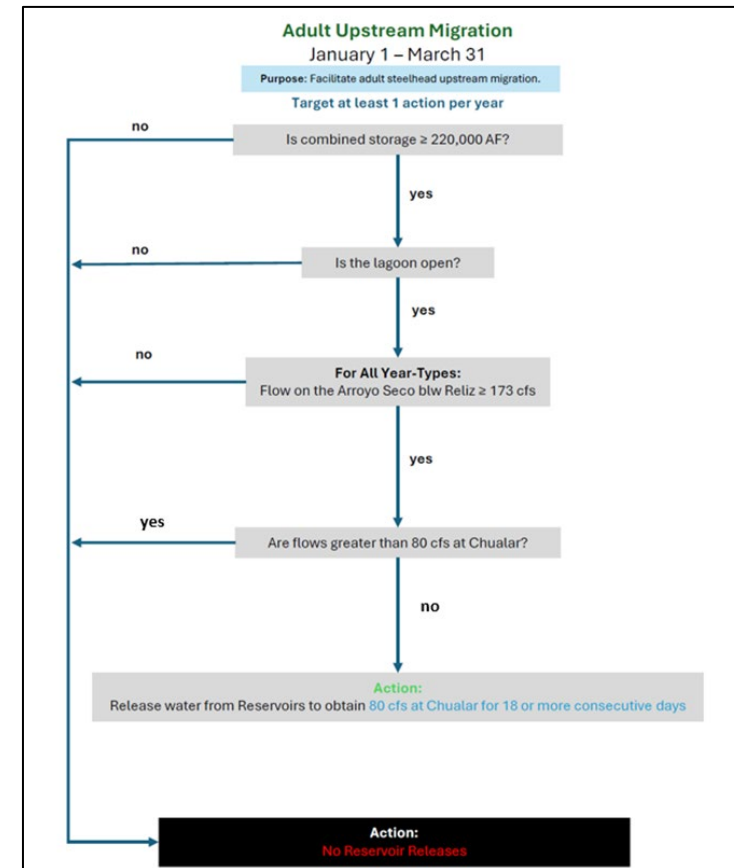 Adult Upstream Migration
January 1 – March 31
Purpose: Facilitate adult steelhead upstream migration.
Target at least 1 action per year
no
Is combined storage ≥ 220,000 AF?
yes
no
Is the lagoon open?
yes
no
For All Year-Types:
Flow on the Arroyo Seco blw Reliz ≥ 173 cfs
yes
yes
Are flows greater than 80 cfs at Chualar?
no
Action:
Release water from Reservoirs to obtain 80 cfs at Chualar for 18 or more consecutive days
Action:
No Reservoir Releases